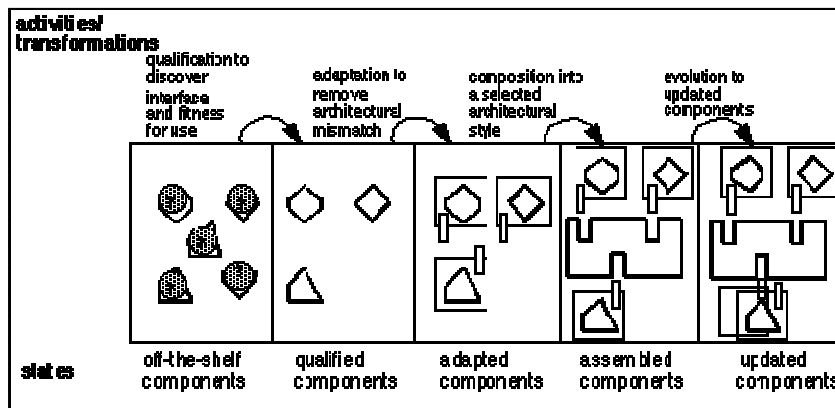 activities/
transformations
qualification to
discover
interface
and fitness
for use
adaptation to
remove
architectural
mismatch
composition into
a selected
architectural
style
evolution to
updated
components
states
off-the-shelf
components
qualified
components
adapted
components
assembled
components
updated
components